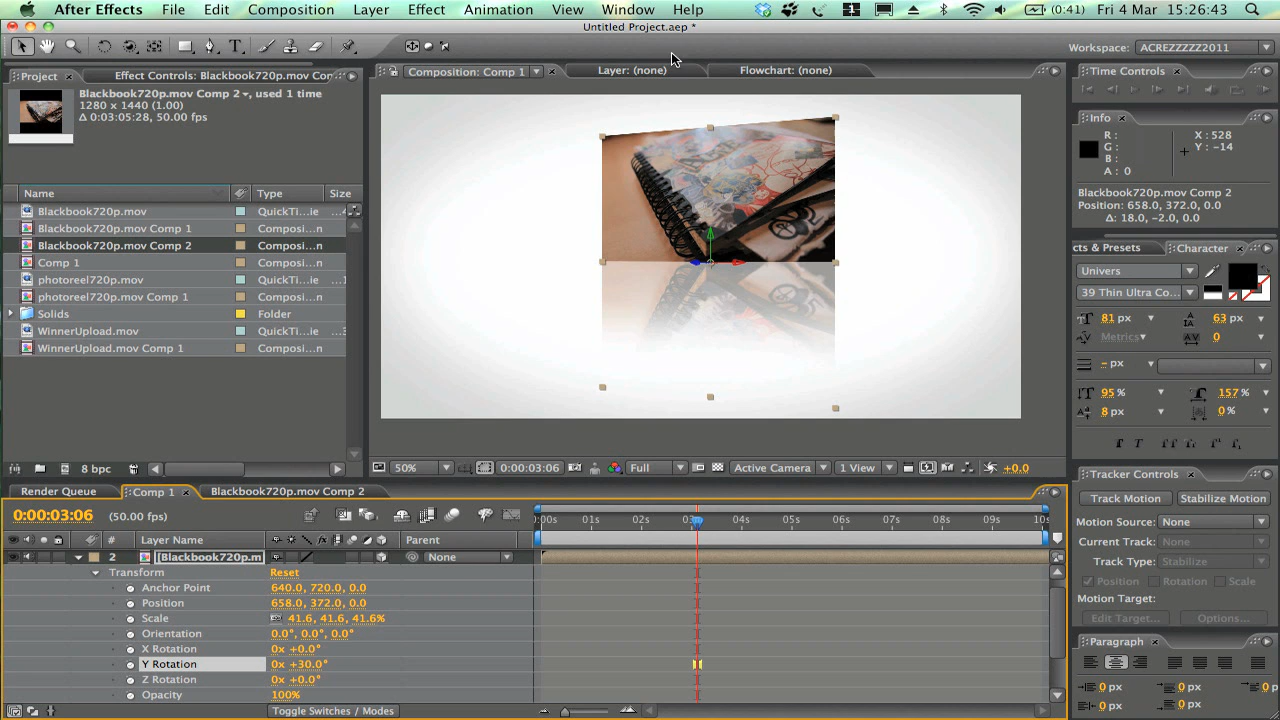 After Effects File Edit Composition Layer Effect Animation View Window Help (0:41) Fri 4 Mar 15:26:43
Untitled Project.aep *
Workspace: ACREZZZZZ2011
Project Effect Controls: Blackbook720p.mov Con
Composition: Comp 1 Layer: (none) Flowchart: (none)
Time Controls
Blackbook720p.mov Comp 2, used 1 time
1280 x 1440 (1.00)
Δ 0:03:05:28, 50.00 fps
Info
R :
G :
B :
A : 0
X : 528
Y : -14
Blackbook720p.mov Comp 2
Position: 658.0, 372.0, 0.0
Δ: 18.0, -2.0, 0.0
Name Type Size
Blackbook720p.mov QuickTi...ie
Blackbook720p.mov Comp 1 Composi...n
Blackbook720p.mov Comp 2 Composi...n
Comp 1 Composi...n
photoreel720p.mov QuickTi...ie
photoreel720p.mov Comp 1 Composi...n
Solids Folder
WinnerUpload.mov QuickTi...ie
WinnerUpload.mov Comp 1 Composi...n
8 bpc
cts & Presets Character
Univers
39 Thin Ultra Co...
81 px 63 px
Metrics 0
- px
95% 157%
8 px 0%
50% 0:00:03:06 Full Active Camera 1 View +0.0
Tracker Controls
Track Motion Stabilize Motion
Motion Source: None
Current Track: None
Track Type: Stabilize
Position Rotation Scale
Motion Target:
Edit Target... Options...
Paragraph
0 px 0 px 0 p
0 px 0 px
Render Queue Comp 1 Blackbook720p.mov Comp 2
0:00:03:06 (50.00 fps)
:00s 01s 02s 03s 04s 05s 06s 07s 08s 09s 10s
# Layer Name Parent
2 [Blackbook720p.m None
Transform Reset
Anchor Point 640.0, 720.0, 0.0
Position 658.0, 372.0, 0.0
Scale 41.6, 41.6, 41.6%
Orientation 0.0°, 0.0°, 0.0°
X Rotation 0x +0.0°
Y Rotation 0x +30.0°
Z Rotation 0x +0.0°
Opacity 100%
Toggle Switches / Modes